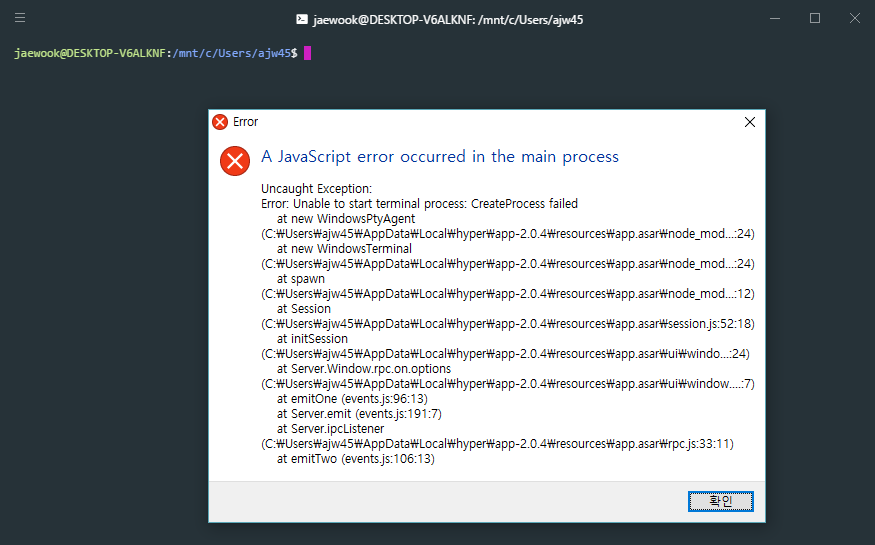 jaewook@DESKTOP-V6ALKNF: /mnt/c/Users/ajw45
jaewook@DESKTOP-V6ALKNF:/mnt/c/Users/ajw45$
Error
A JavaScript error occurred in the main process
Uncaught Exception:
Error: Unable to start terminal process: CreateProcess failed
at new WindowsPtyAgent
(C:₩Users₩ajw45₩AppData₩Local₩hyper₩app-2.0.4₩resources₩app.asar₩node_mod...:24)
at new WindowsTerminal
(C:₩Users₩ajw45₩AppData₩Local₩hyper₩app-2.0.4₩resources₩app.asar₩node_mod...:24)
at spawn
(C:₩Users₩ajw45₩AppData₩Local₩hyper₩app-2.0.4₩resources₩app.asar₩node_mod...:12)
at Session
(C:₩Users₩ajw45₩AppData₩Local₩hyper₩app-2.0.4₩resources₩app.asar₩session.js:52:18)
at initSession
(C:₩Users₩ajw45₩AppData₩Local₩hyper₩app-2.0.4₩resources₩app.asar₩ui₩windo...:24)
at Server.Window.rpc.on.options
(C:₩Users₩ajw45₩AppData₩Local₩hyper₩app-2.0.4₩resources₩app.asar₩ui₩window....:7)
at emitOne (events.js:96:13)
at Server.emit (events.js:191:7)
at Server.ipcListener
(C:₩Users₩ajw45₩AppData₩Local₩hyper₩app-2.0.4₩resources₩app.asar₩rpc.js:33:11)
at emitTwo (events.js:106:13)
확인